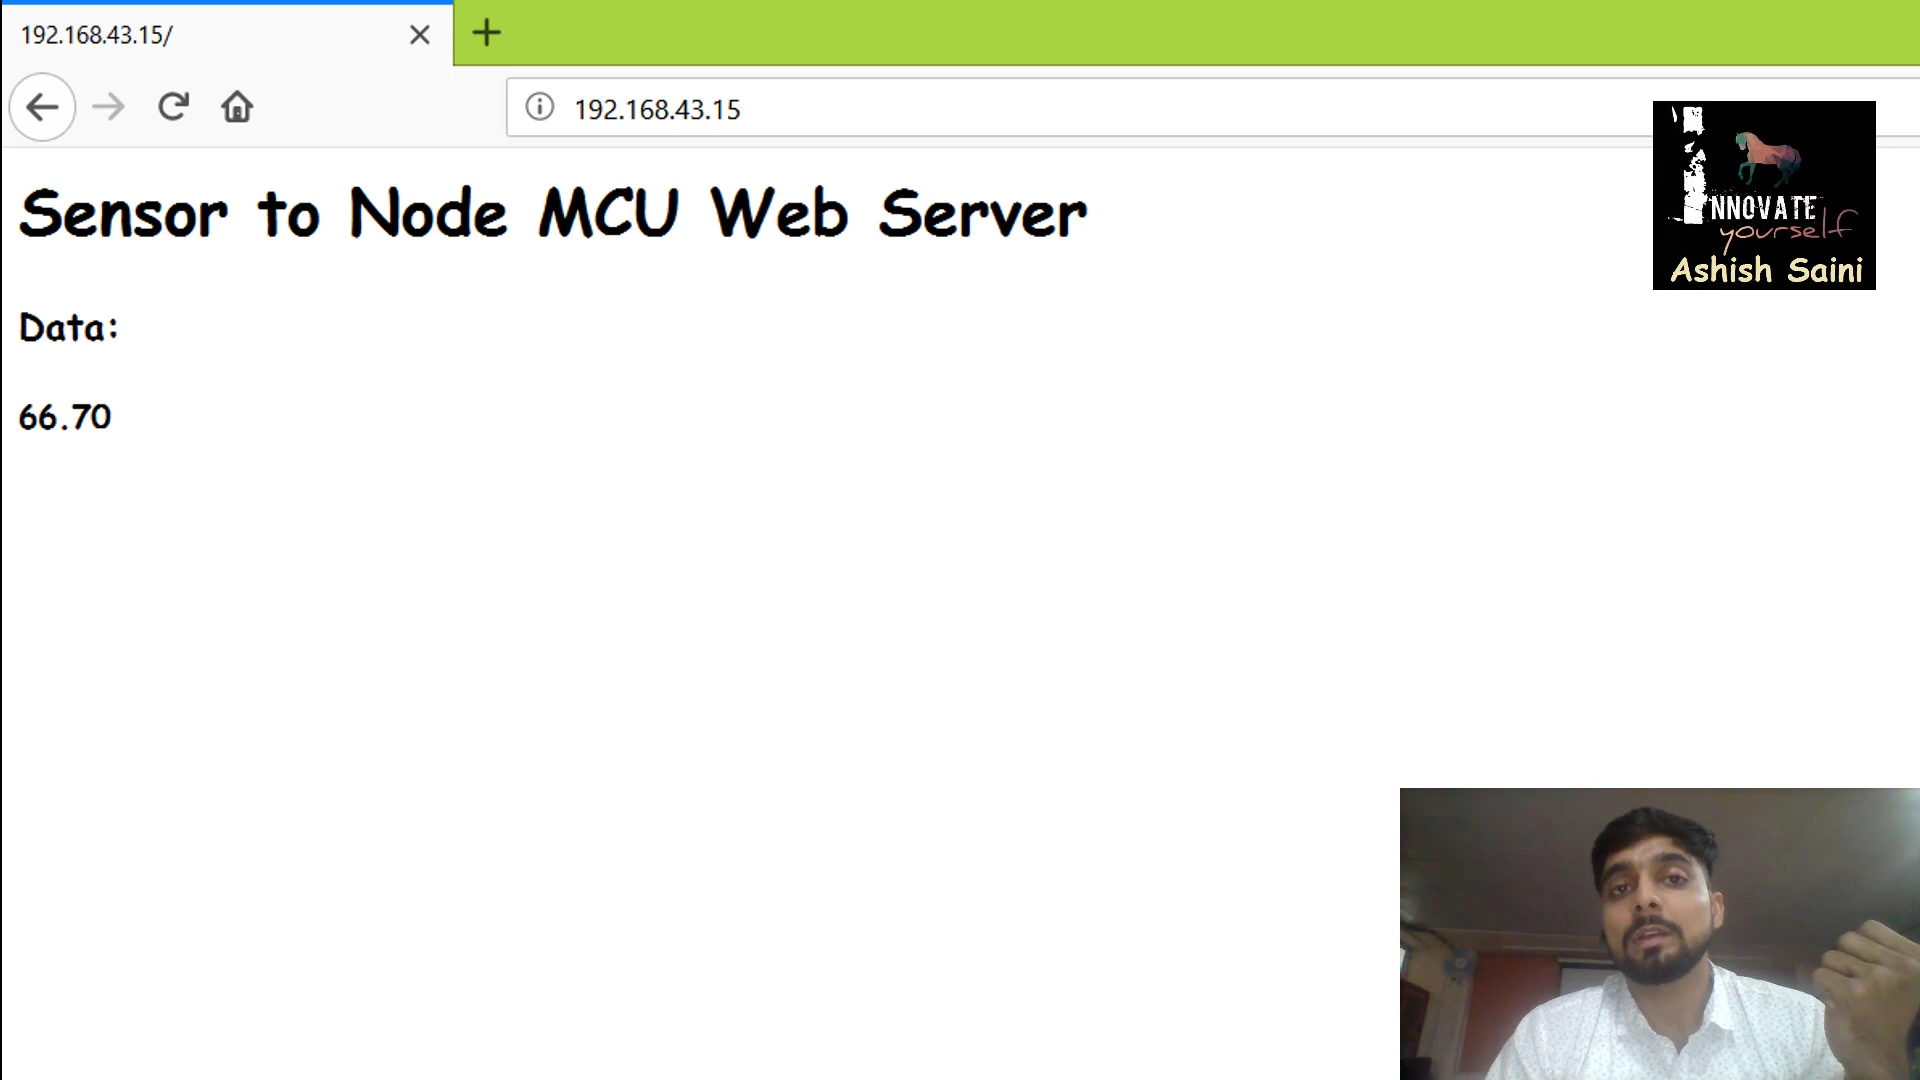 192.168.43.15/
192.168.43.15
Sensor to Node MCU Web Server
Data:
66.70
INNOVATE
yourself
Ashish Saini